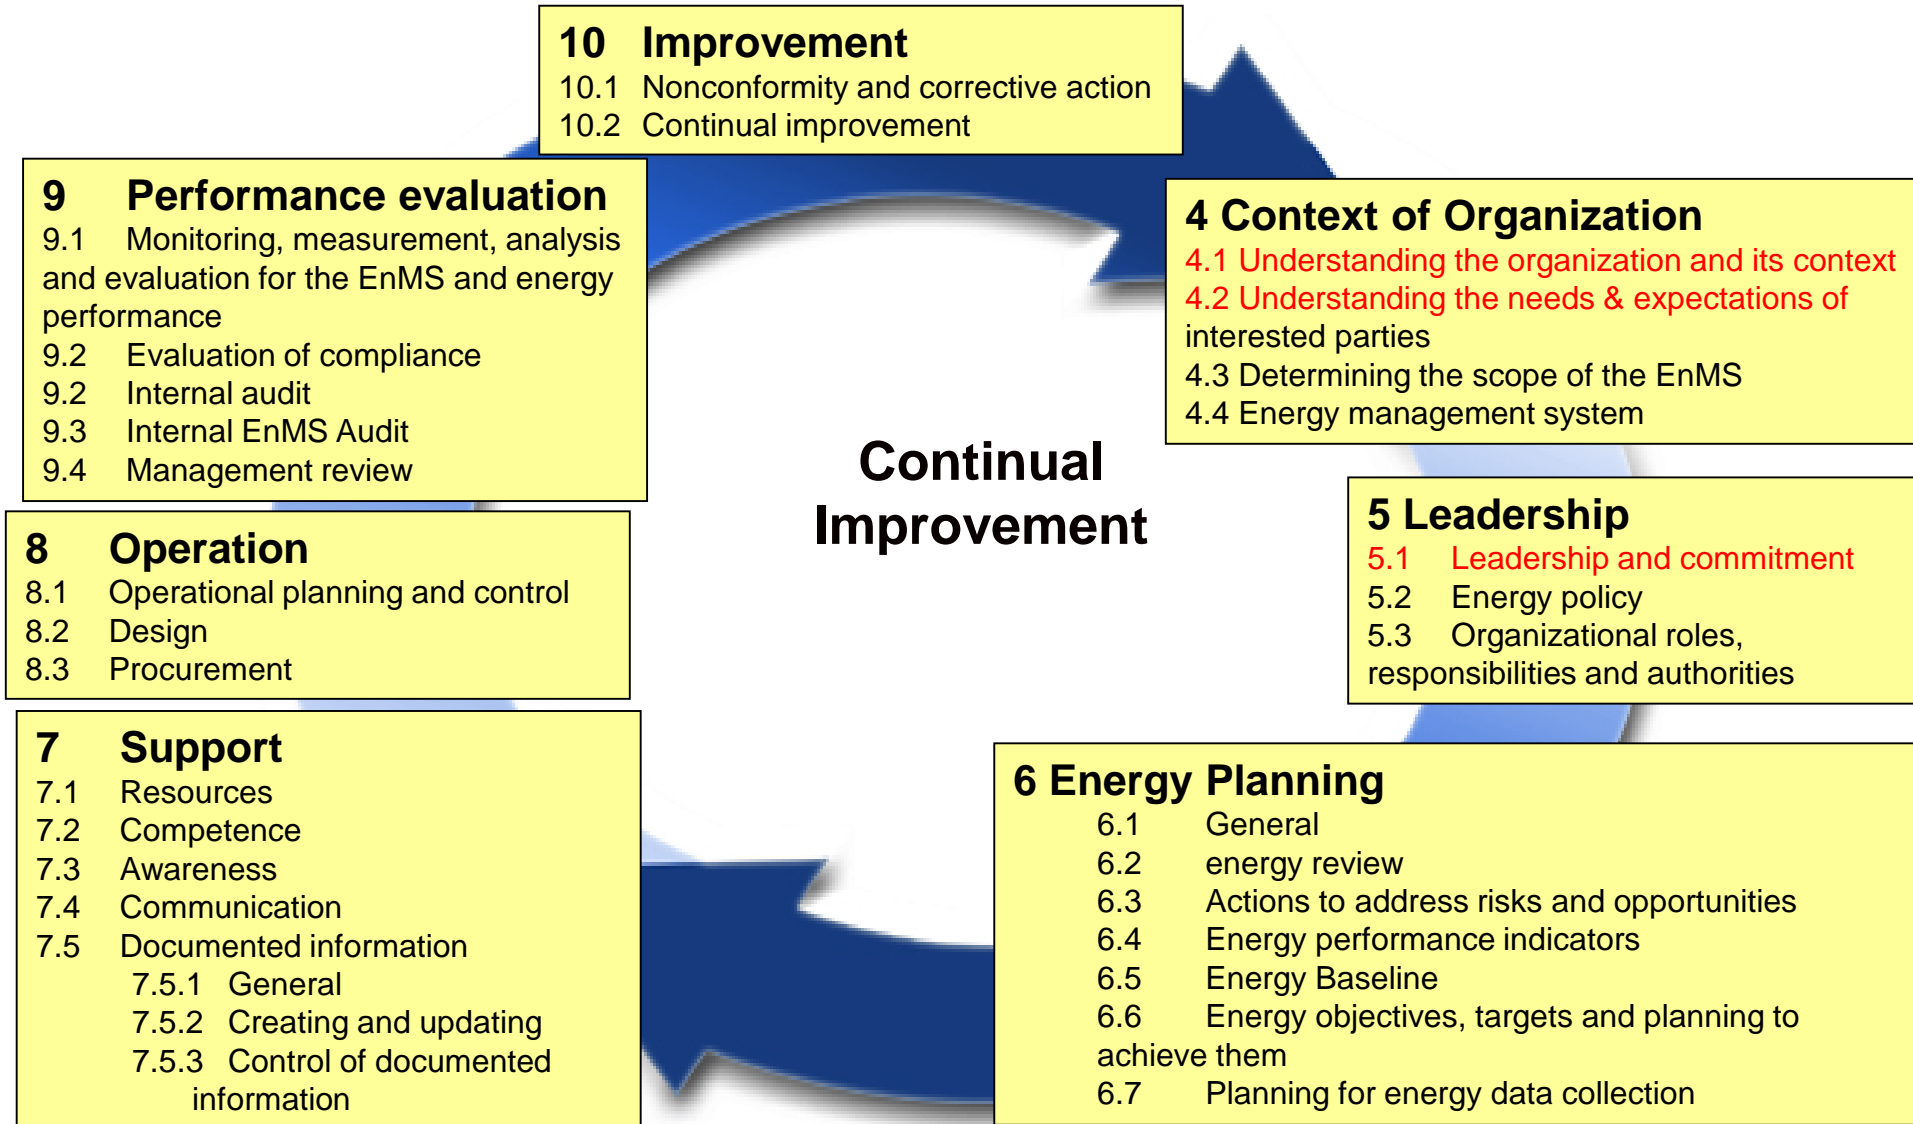 10 Improvement
10.1 Nonconformity and corrective action
10.2 Continual improvement
9 Performance evaluation
9.1 Monitoring, measurement, analysis
and evaluation for the EnMS and energy
performance
9.2 Evaluation of compliance
9.2 Internal audit
9.3 Internal EnMS Audit
9.4 Management review
4 Context of Organization
4.1 Understanding the organization and its context
4.2 Understanding the needs & expectations of
interested parties
4.3 Determining the scope of the EnMS
4.4 Energy management system
Continual
Improvement
8 Operation
8.1 Operational planning and control
8.2 Design
8.3 Procurement
5 Leadership
5.1 Leadership and commitment
5.2 Energy policy
5.3 Organizational roles,
responsibilities and authorities
7 Support
7.1 Resources
7.2 Competence
7.3 Awareness
7.4 Communication
7.5 Documented information
7.5.1 General
7.5.2 Creating and updating
7.5.3 Control of documented
information
6 Energy Planning
6.1 General
6.2 energy review
6.3 Actions to address risks and opportunities
6.4 Energy performance indicators
6.5 Energy Baseline
6.6 Energy objectives, targets and planning to
achieve them
6.7 Planning for energy data collection